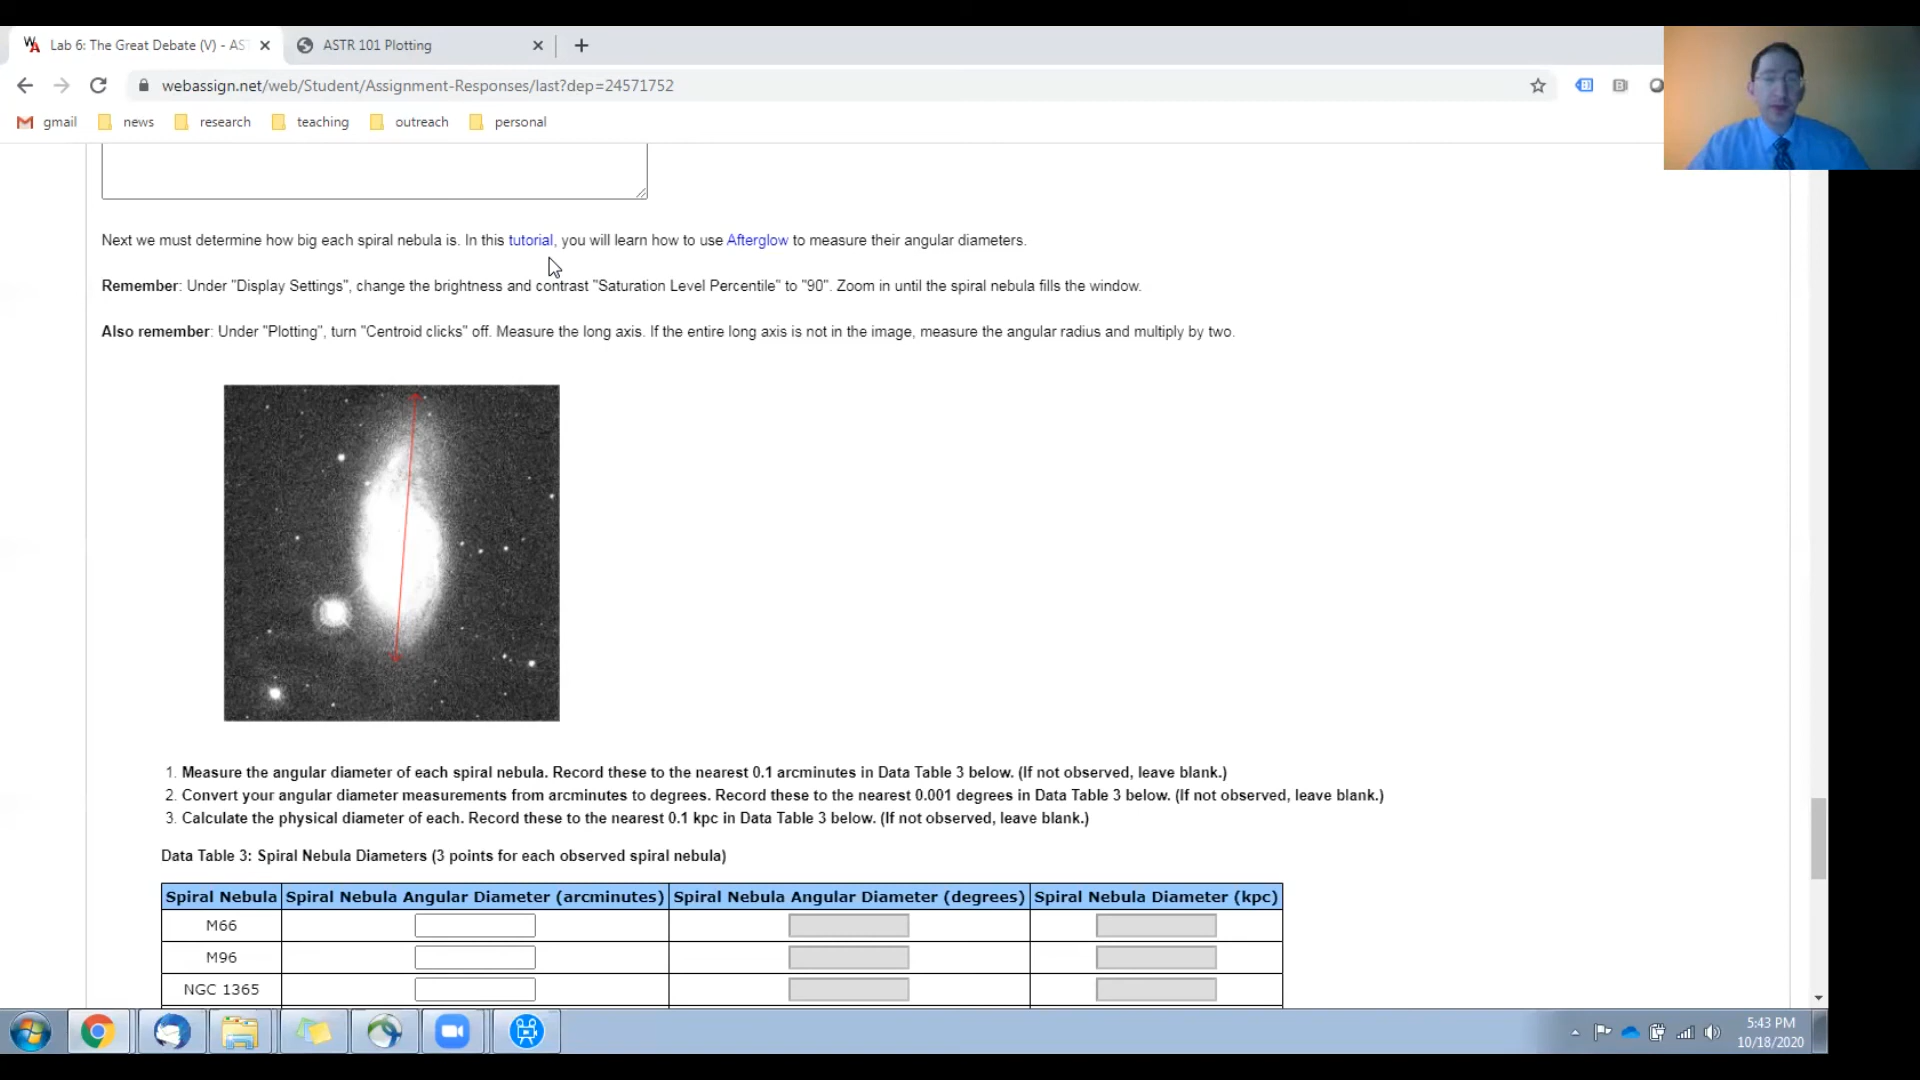 Lab 6: The Great Debate (V) - AS
ASTR 101 Plotting
webassign.net/web/Student/Assignment-Responses/last?dep=24571752
gmail news research teaching outreach personal
Next we must determine how big each spiral nebula is. In this tutorial, you will learn how to use Afterglow to measure their angular diameters.
Remember: Under "Display Settings", change the brightness and contrast "Saturation Level Percentile" to "90". Zoom in until the spiral nebula fills the window.
Also remember: Under "Plotting", turn "Centroid clicks" off. Measure the long axis. If the entire long axis is not in the image, measure the angular radius and multiply by two.
1. Measure the angular diameter of each spiral nebula. Record these to the nearest 0.1 arcminutes in Data Table 3 below. (If not observed, leave blank.)
2. Convert your angular diameter measurements from arcminutes to degrees. Record these to the nearest 0.001 degrees in Data Table 3 below. (If not observed, leave blank.)
3. Calculate the physical diameter of each. Record these to the nearest 0.1 kpc in Data Table 3 below. (If not observed, leave blank.)
Data Table 3: Spiral Nebula Diameters (3 points for each observed spiral nebula)
Spiral Nebula Spiral Nebula Angular Diameter (arcminutes) Spiral Nebula Angular Diameter (degrees) Spiral Nebula Diameter (kpc)
M66
M96
NGC 1365
5:43 PM
10/18/2020